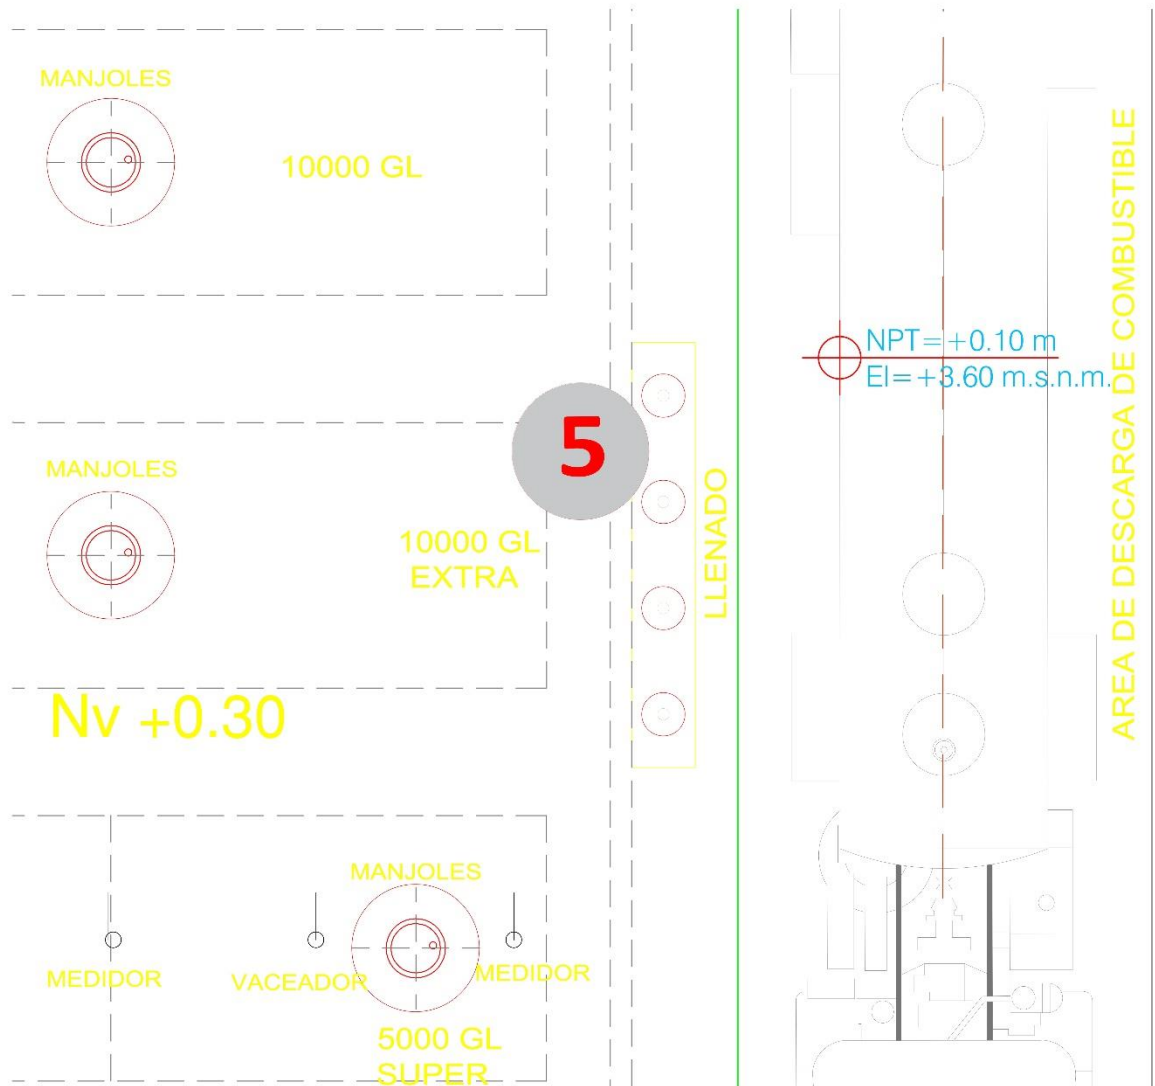 MANJOLES
10000 GL
NPT=+0.10 m
El=+3.60 m.s.n.m.
AREA DE DESCARGA DE COMBUSTIBLE
5
MANJOLES
10000 GL
EXTRA
LLENADO
Nv +0.30
MANJOLES
MEDIDOR
VACEADOR
MEDIDOR
5000 GL
SUPER